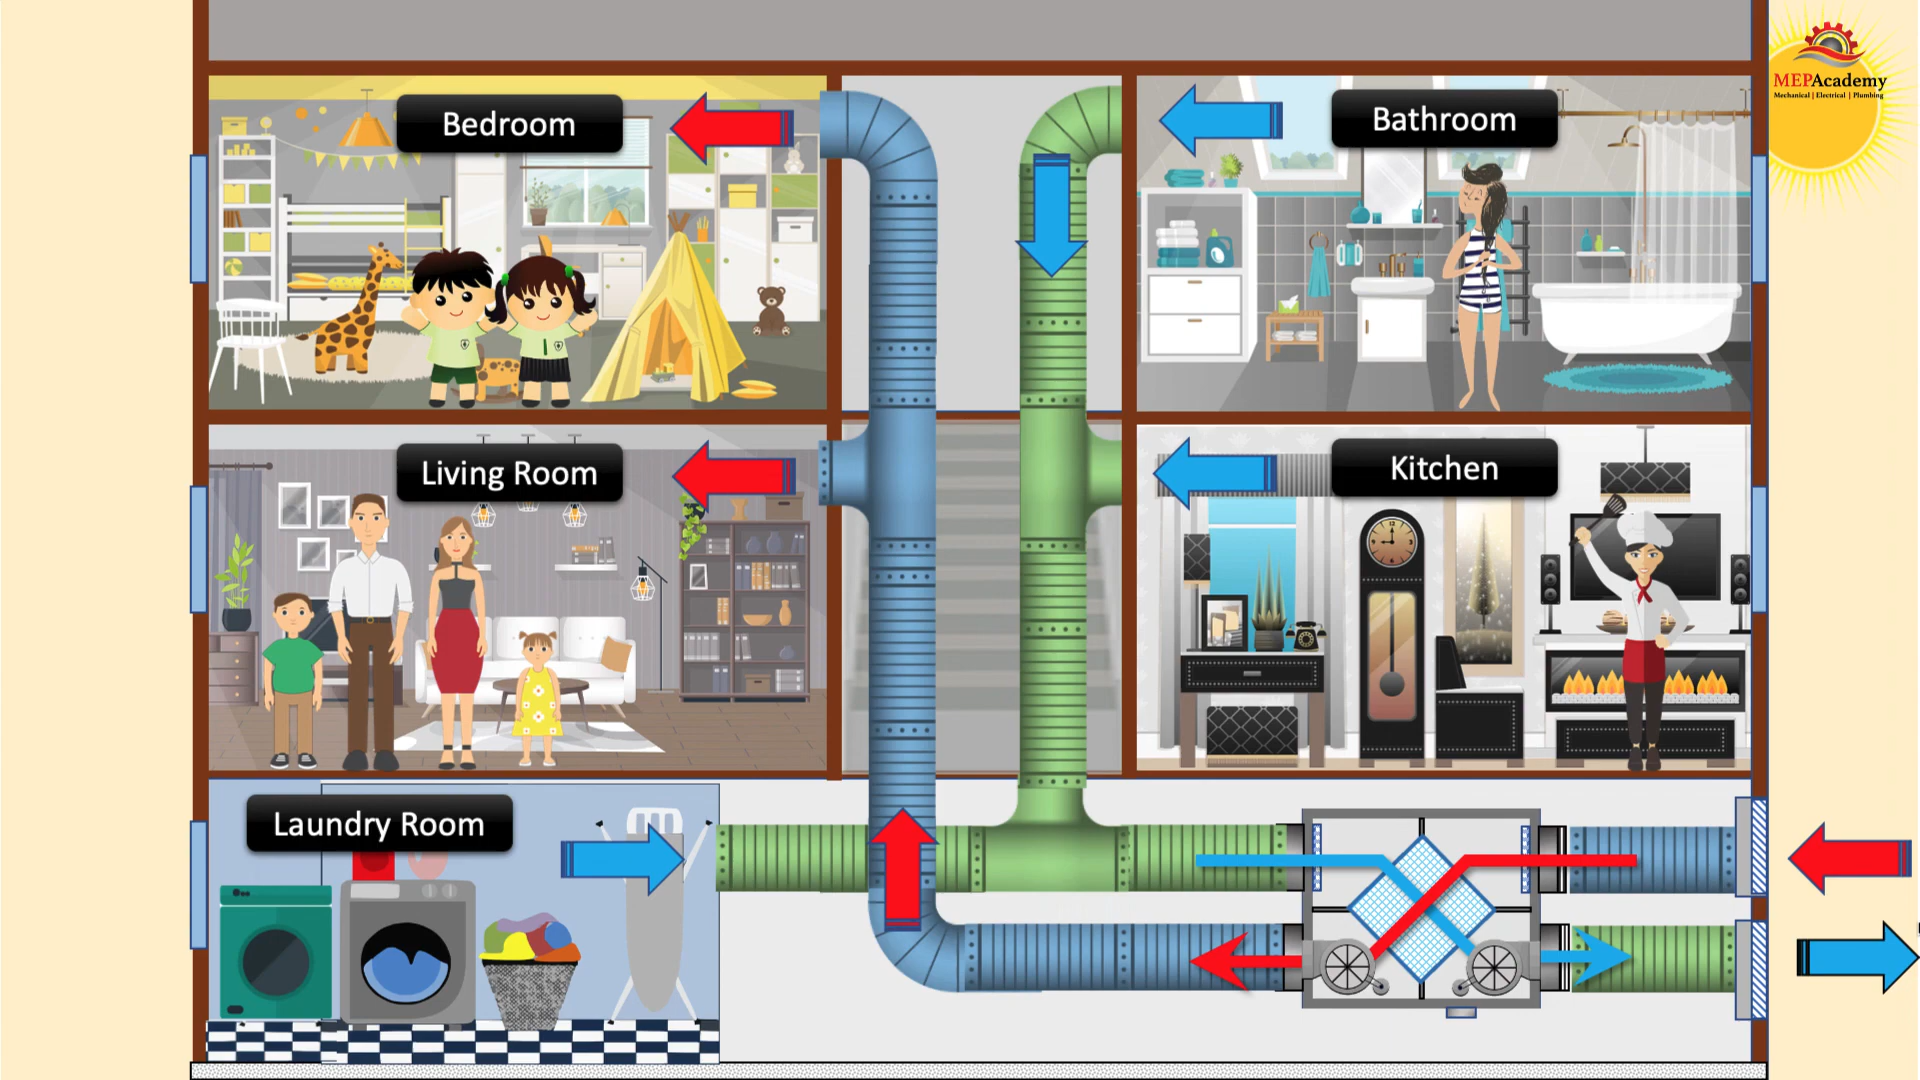 Bedroom
Bathroom
MEPAcademy
Mechanical | Electrical | Plumbing
Living Room
Kitchen
Laundry Room